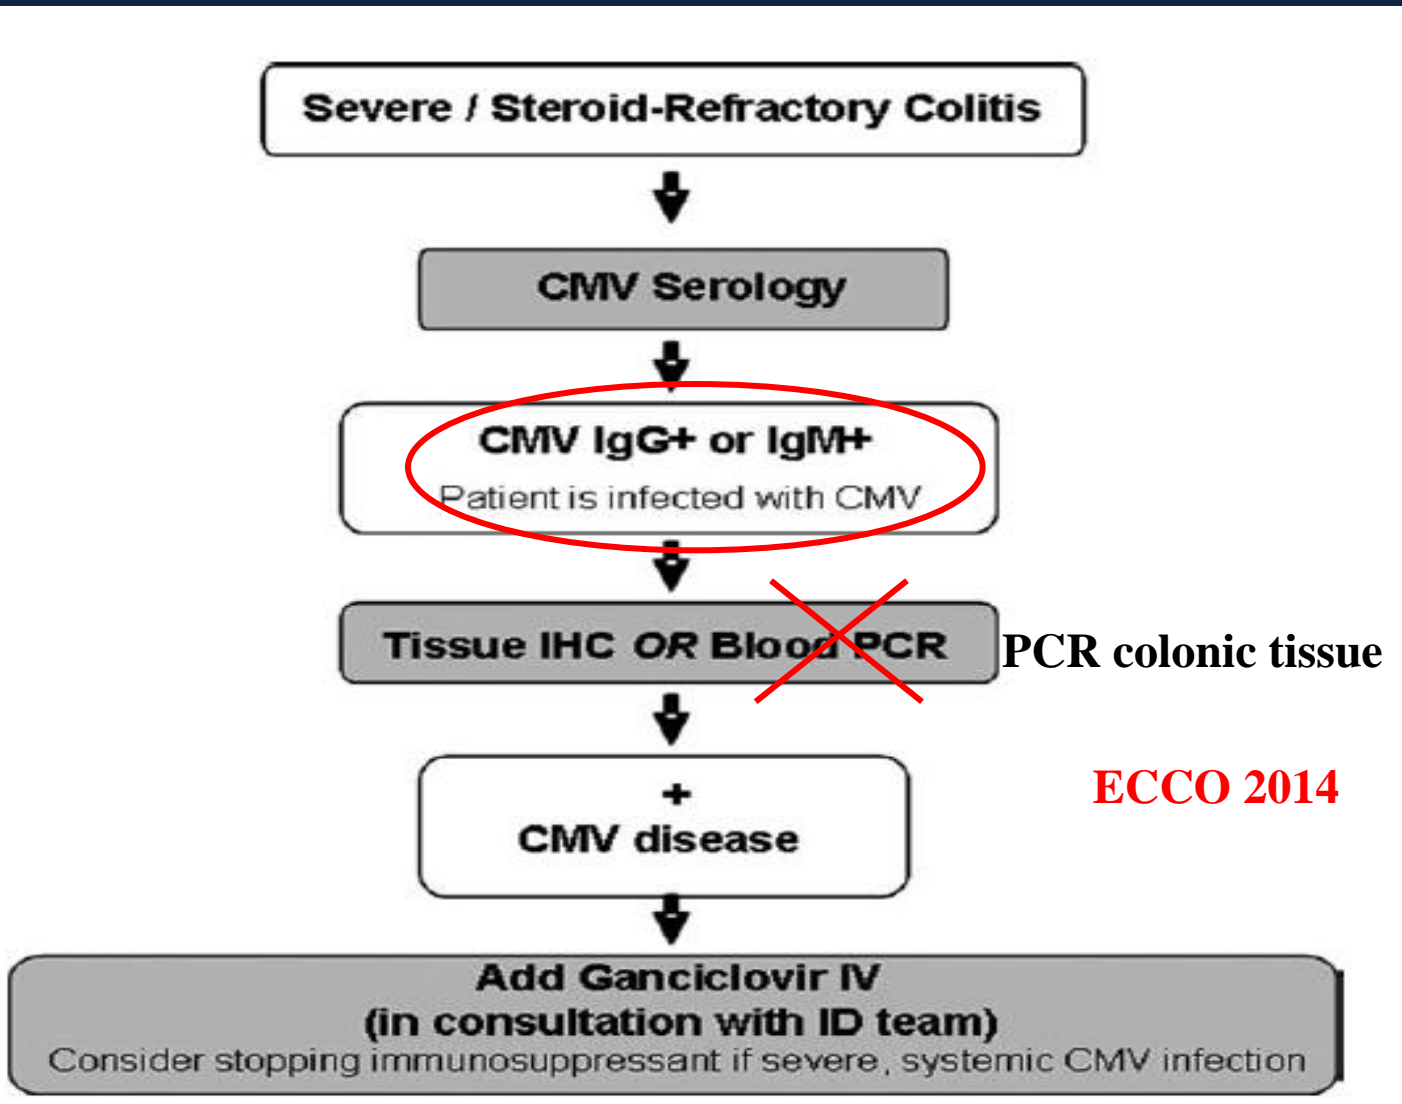 Severe / Steroid-Refractory Colitis
CMV Serology
CMV IgG+ or IgM+
Patient is infected with CMV
Tissue IHC OR Blood PCR
PCR colonic tissue
+
CMV disease
ECCO 2014
Add Ganciclovir IV
(in consultation with ID team)
Consider stopping immunosuppressant if severe, systemic CMV infection